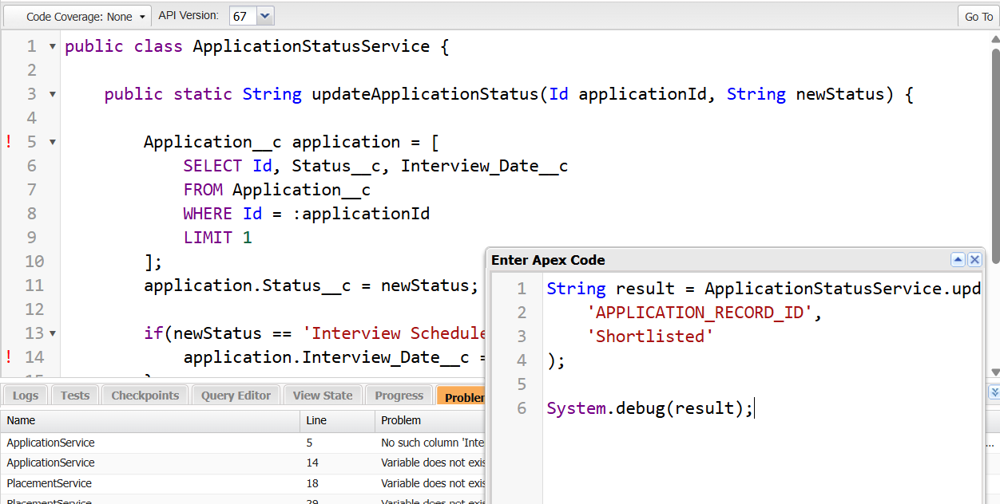 Code Coverage: None API Version: 67 Go To
1 public class ApplicationStatusService {
2
3 public static String updateApplicationStatus(Id applicationId, String newStatus) {
4
! 5 Application__c application = [
6 SELECT Id, Status__c, Interview_Date__c
7 FROM Application__c
8 WHERE Id = :applicationId
9 LIMIT 1
10 ];
11 application.Status__c = newStatus;
12
13 if(newStatus == 'Interview Schedule
! 14 application.Interview_Date__c =
Enter Apex Code
1 String result = ApplicationStatusService.upd
2 'APPLICATION_RECORD_ID',
3 'Shortlisted'
4 );
5
6 System.debug(result);
Logs Tests Checkpoints Query Editor View State Progress Problem
Name Line Problem
ApplicationService 5 No such column 'Inte ...
ApplicationService 14 Variable does not exis
PlacementService 18 Variable does not exis
PlacementService 29 Variable does not exis